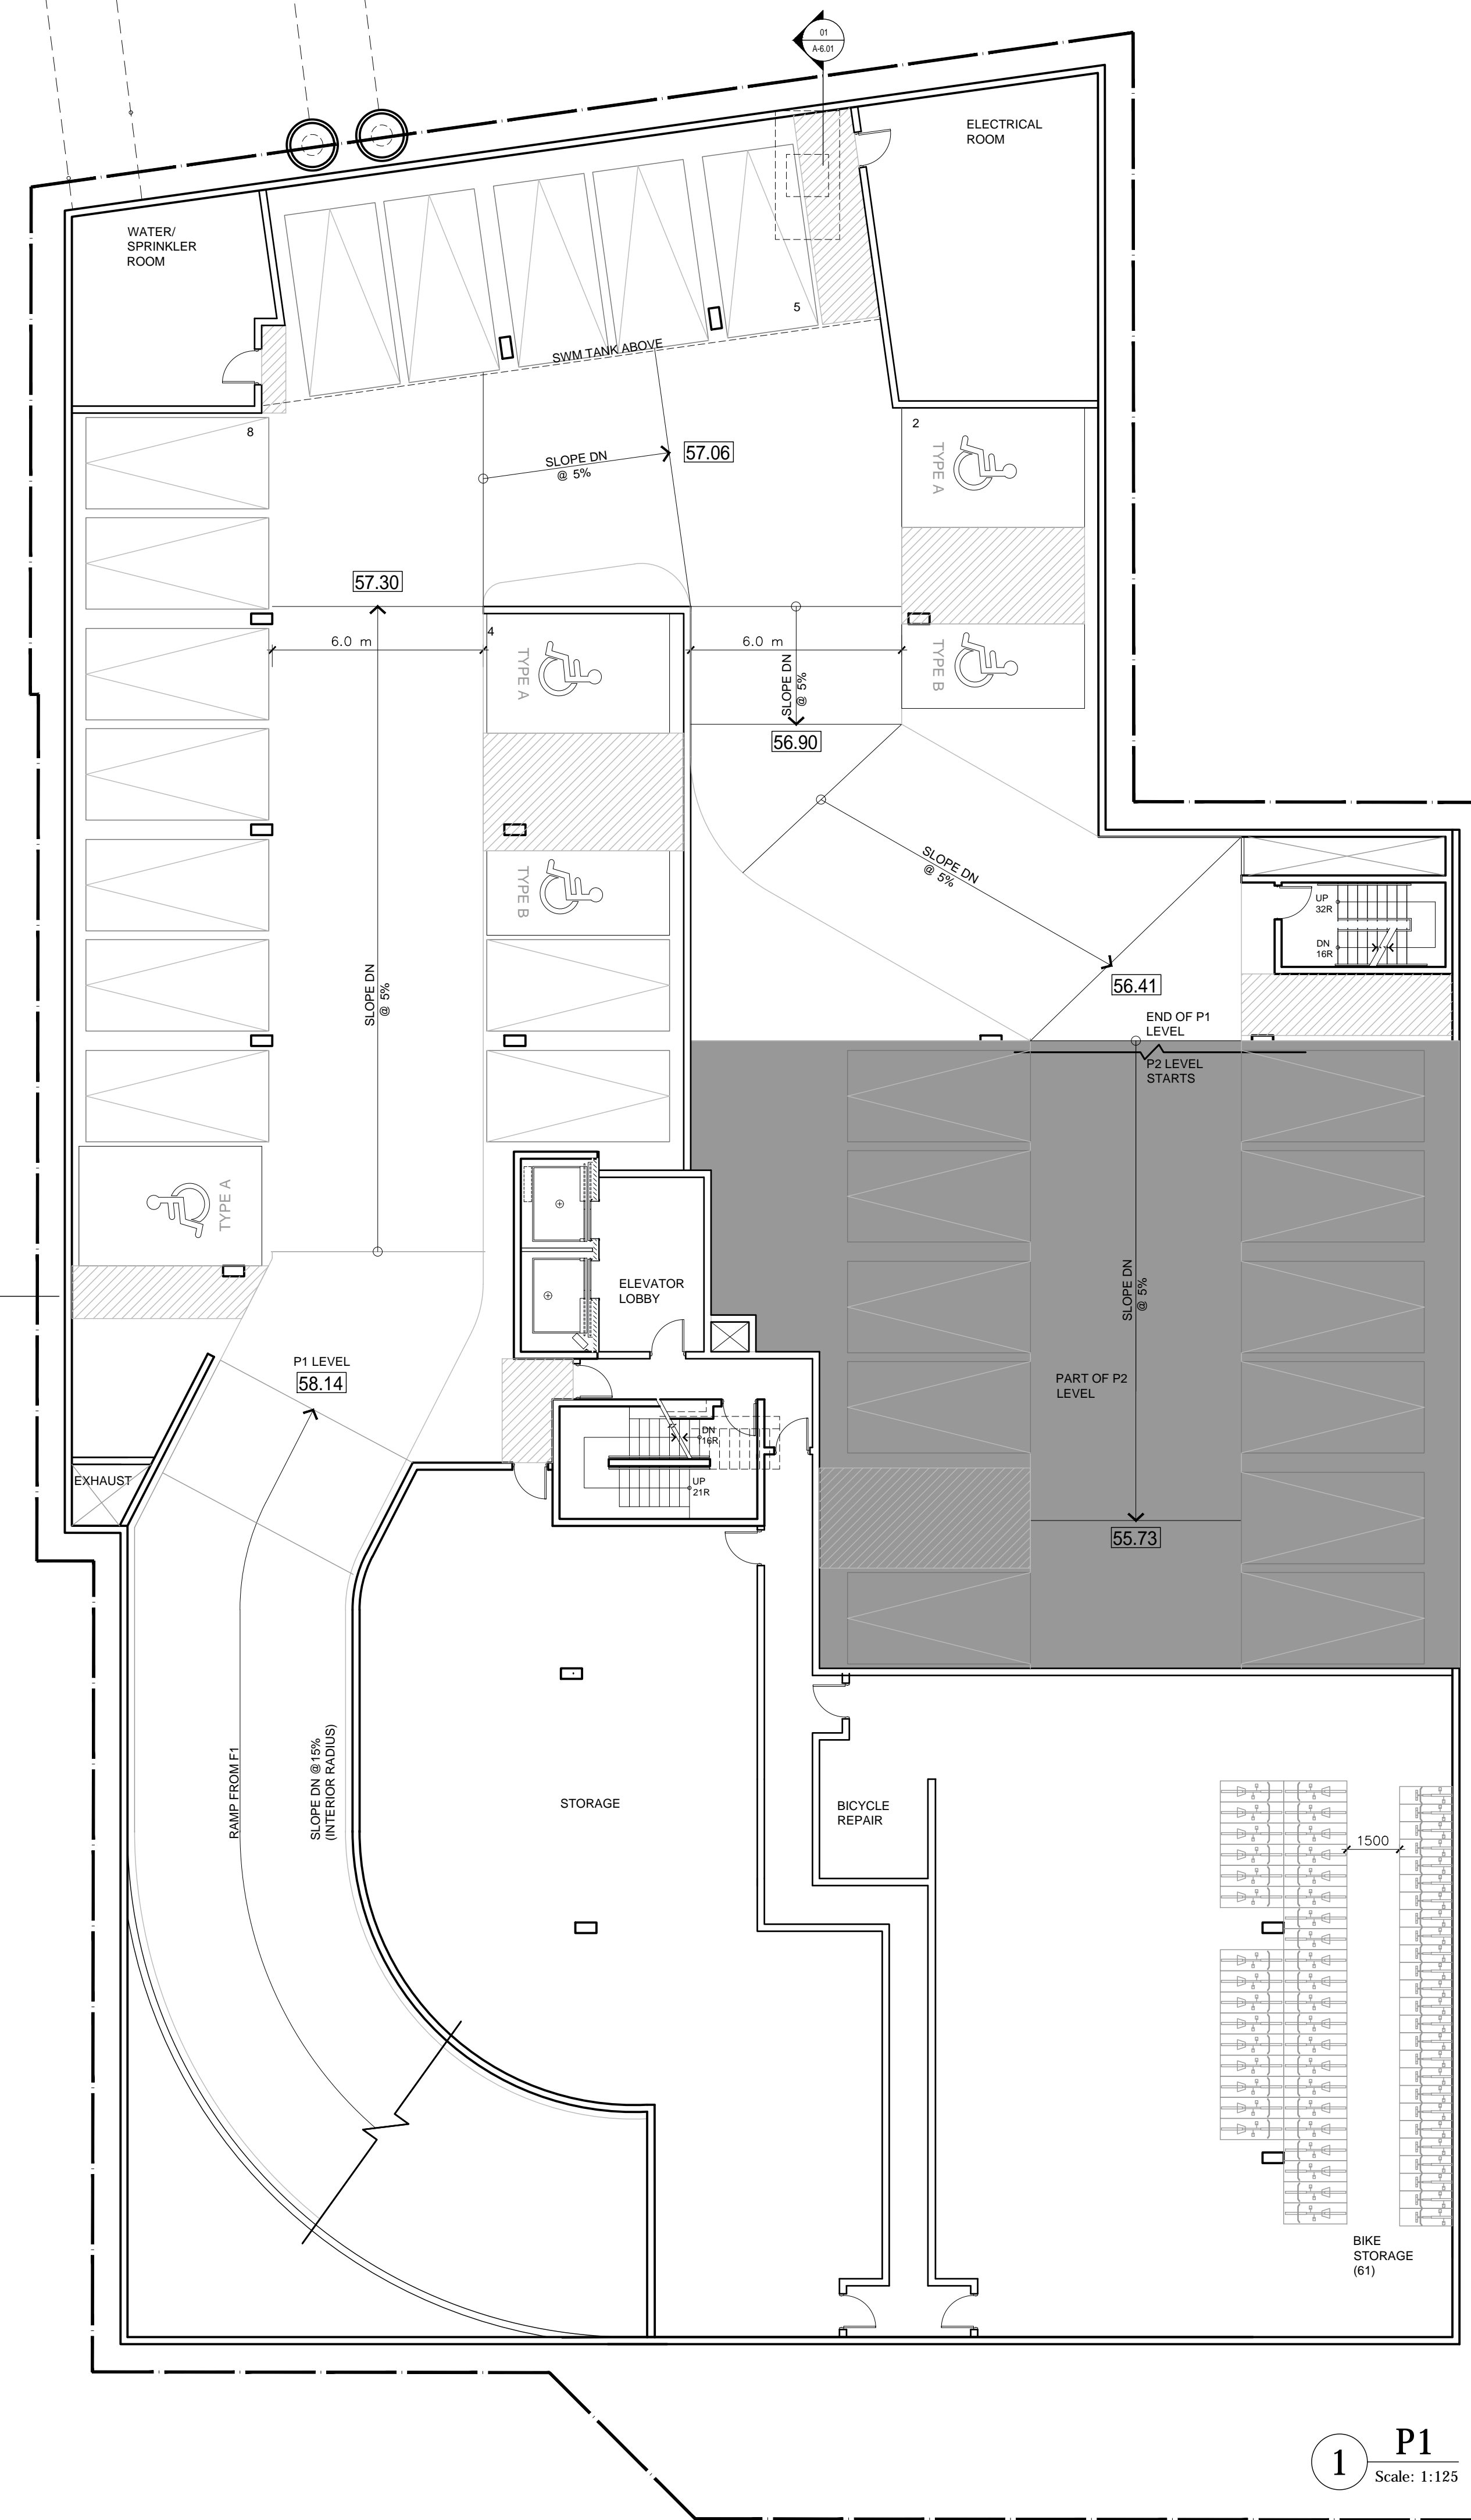 01
A-6.01
ELECTRICAL
ROOM
WATER/
SPRINKLER
ROOM
5
SWM TANK ABOVE
8
2
TYPE A
SLOPE DN
@ 5%
57.06
57.30
6.0 m
4
TYPE A
6.0 m
SLOPE DN
@ 5%
TYPE B
56.90
SLOPE DN
@ 5%
TYPE B
UP
32R
DN
16R
SLOPE DN
@ 5%
56.41
END OF P1
LEVEL
P2 LEVEL
STARTS
TYPE A
ELEVATOR
LOBBY
SLOPE DN
@ 5%
P1 LEVEL
58.14
PART OF P2
LEVEL
DN
16R
EXHAUST
UP
21R
55.73
RAMP FROM F1
SLOPE DN @15%
(INTERIOR RADIUS)
STORAGE
BICYCLE
REPAIR
1500
BIKE
STORAGE
(61)
1
P1
Scale: 1:125